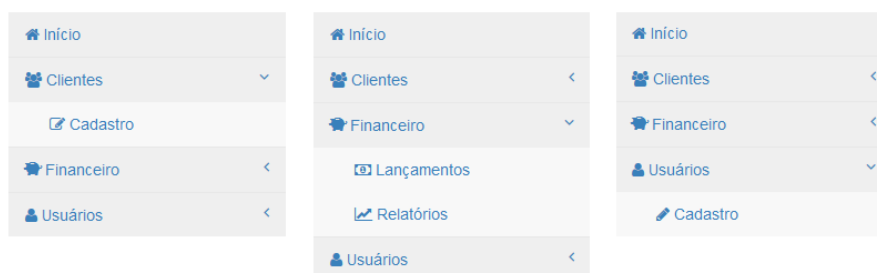 Início
Clientes
Cadastro
Financeiro
Usuários
Início
Clientes
Financeiro
Lançamentos
Relatórios
Usuários
Início
Clientes
Financeiro
Usuários
Cadastro